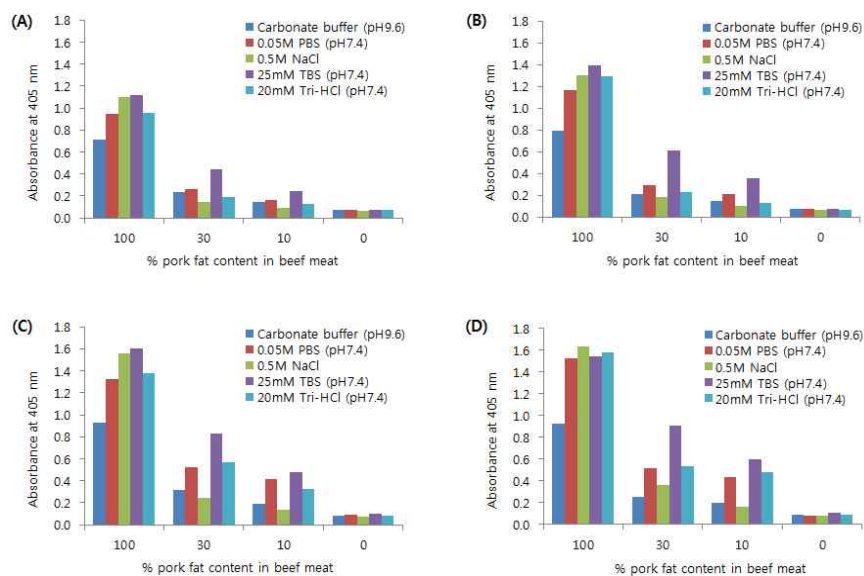 (A)
Absorbance at 405 nm
1.8
1.6
1.4
1.2
1.0
0.8
0.6
0.4
0.2
0.0
Carbonate buffer (pH9.6)
0.05M PBS (pH7.4)
0.5M NaCl
25mM TBS (pH7.4)
20mM Tri-HCl (pH7.4)
100 30 10 0
% pork fat content in beef meat
(B)
Absorbance at 405 nm
1.8
1.6
1.4
1.2
1.0
0.8
0.6
0.4
0.2
0.0
Carbonate buffer (pH9.6)
0.05M PBS (pH7.4)
0.5M NaCl
25mM TBS (pH7.4)
20mM Tri-HCl (pH7.4)
100 30 10 0
% pork fat content in beef meat
(C)
Absorbance at 405 nm
1.8
1.6
1.4
1.2
1.0
0.8
0.6
0.4
0.2
0.0
Carbonate buffer (pH9.6)
0.05M PBS (pH7.4)
0.5M NaCl
25mM TBS (pH7.4)
20mM Tri-HCl (pH7.4)
100 30 10 0
% pork fat content in beef meat
(D)
Absorbance at 405 nm
1.8
1.6
1.4
1.2
1.0
0.8
0.6
0.4
0.2
0.0
Carbonate buffer (pH9.6)
0.05M PBS (pH7.4)
0.5M NaCl
25mM TBS (pH7.4)
20mM Tri-HCl (pH7.4)
100 30 10 0
% pork fat content in beef meat